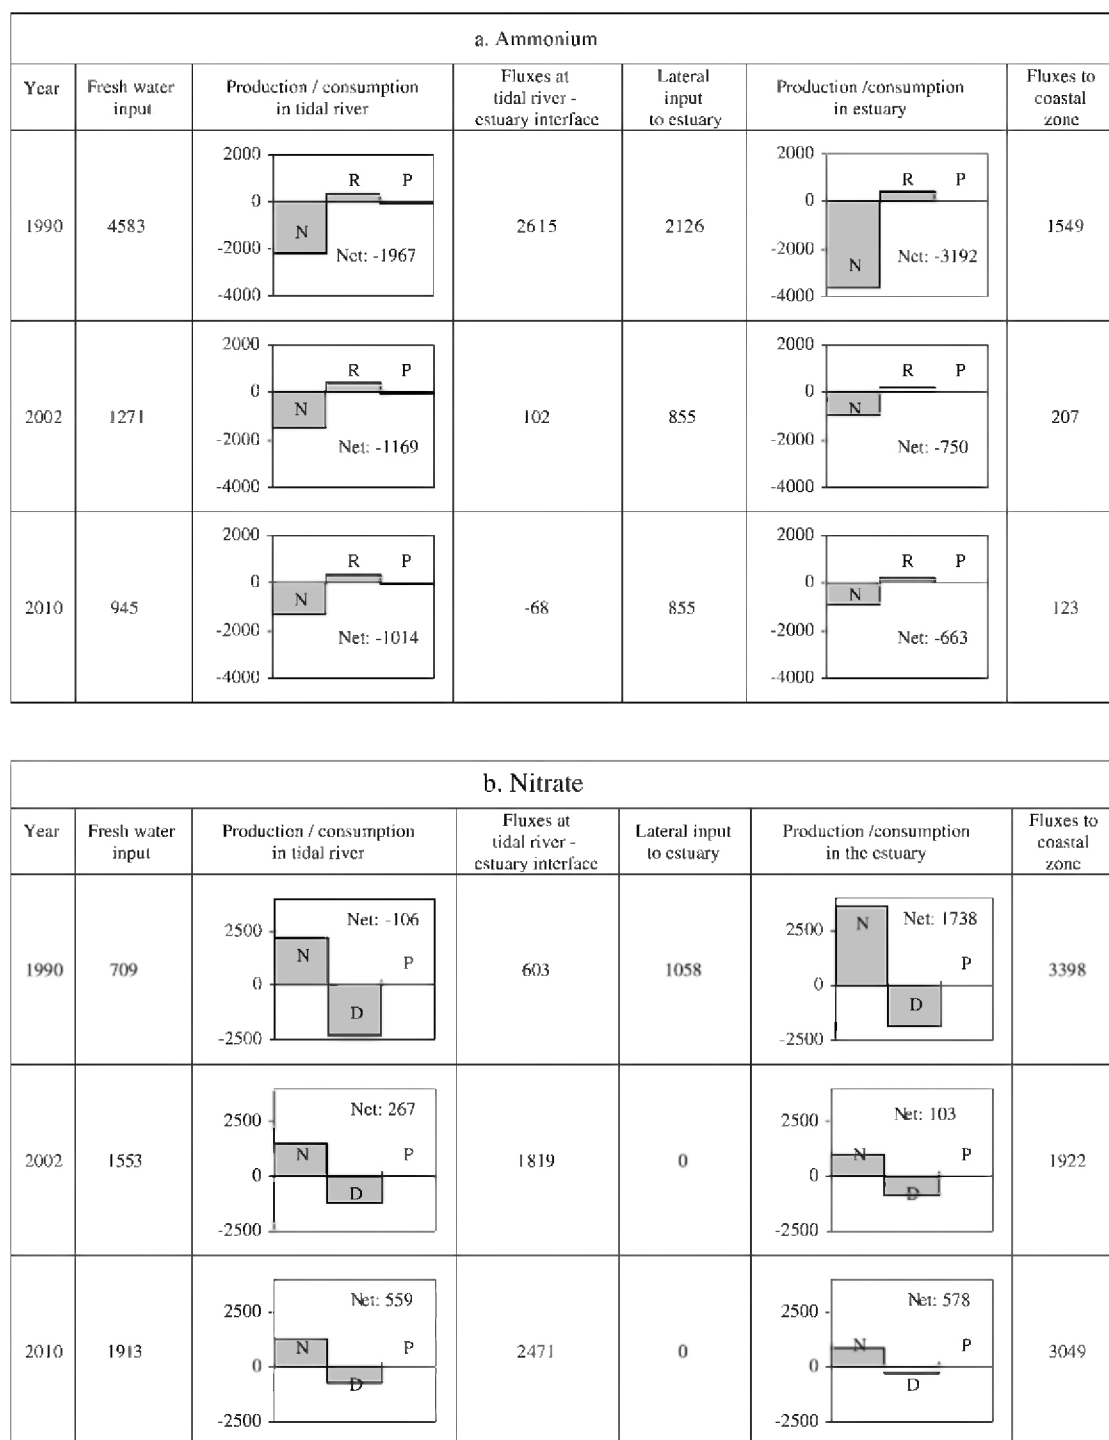 a. Ammonium
Year
Fresh water
input
Production / consumption
in tidal river
Fluxes at
tidal river -
estuary interface
Lateral
input
to estuary
Production /consumption
in estuary
Fluxes to
coastal
zone
1990
4583
2000
0
-2000
-4000
N
R
P
Net: -1967
2615
2126
2000
0
-2000
-4000
N
R
P
Net: -3192
1549
2002
1271
2000
0
-2000
-4000
N
R
P
Net: -1169
102
855
2000
0
-2000
-4000
N
R
P
Net: -750
207
2010
945
2000
0
-2000
-4000
N
R
P
Net: -1014
-68
855
2000
0
-2000
-4000
N
R
P
Net: -663
123
b. Nitrate
Year
Fresh water
input
Production / consumption
in tidal river
Fluxes at
tidal river -
estuary interface
Lateral input
to estuary
Production /consumption
in the estuary
Fluxes to
coastal
zone
1990
709
2500
0
-2500
Net: -106
N
D
P
603
1058
2500
0
-2500
Net: 1738
N
D
P
3398
2002
1553
2500
0
-2500
Net: 267
N
D
P
1819
0
2500
0
-2500
Net: 103
N
D
P
1922
2010
1913
2500
0
-2500
Net: 559
N
D
P
2471
0
2500
0
-2500
Net: 578
N
D
P
3049